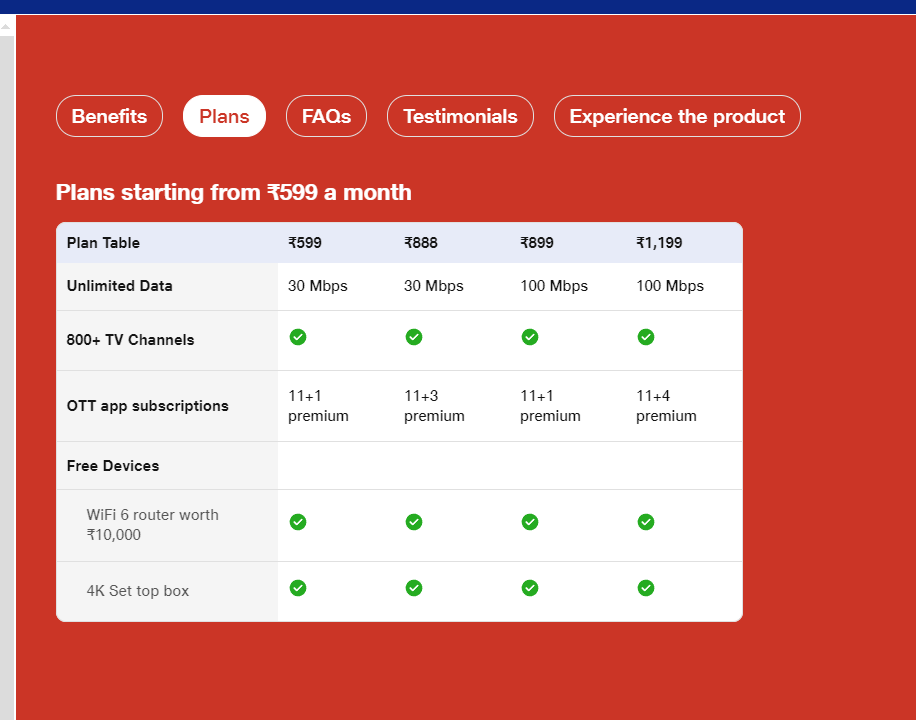 Benefits Plans FAQs Testimonials Experience the product
Plans starting from ₹599 a month
Plan Table ₹599 ₹888 ₹899 ₹1,199
Unlimited Data 30 Mbps 30 Mbps 100 Mbps 100 Mbps
800+ TV Channels
OTT app subscriptions 11+1 premium 11+3 premium 11+1 premium 11+4 premium
Free Devices
WiFi 6 router worth
₹10,000
4K Set top box